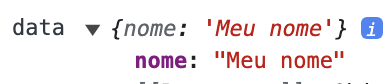 data ▼ {nome: 'Meu nome'} i
nome: "Meu nome"